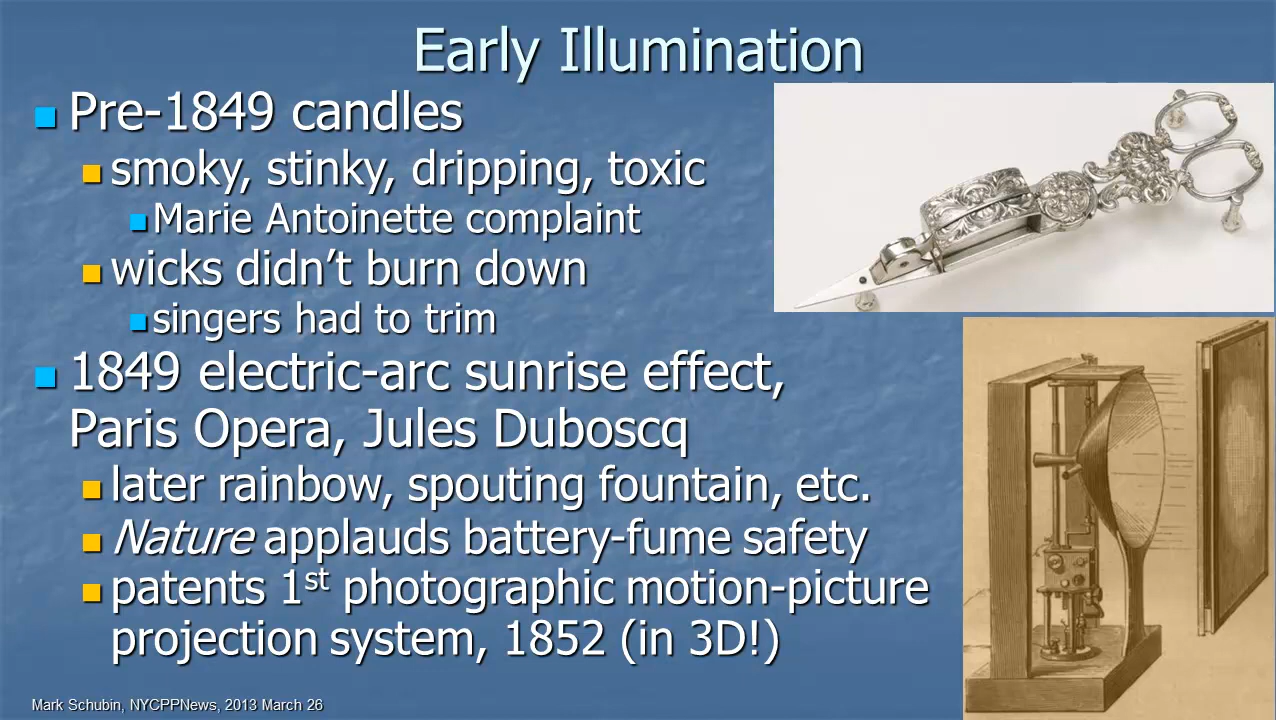 Early Illumination
Pre-1849 candles
smoky, stinky, dripping, toxic
Marie Antoinette complaint
wicks didn’t burn down
singers had to trim
1849 electric-arc sunrise effect,
Paris Opera, Jules Duboscq
later rainbow, spouting fountain, etc.
Nature applauds battery-fume safety
patents 1st photographic motion-picture
projection system, 1852 (in 3D!)
Mark Schubin, NYCPPNews, 2013 March 26